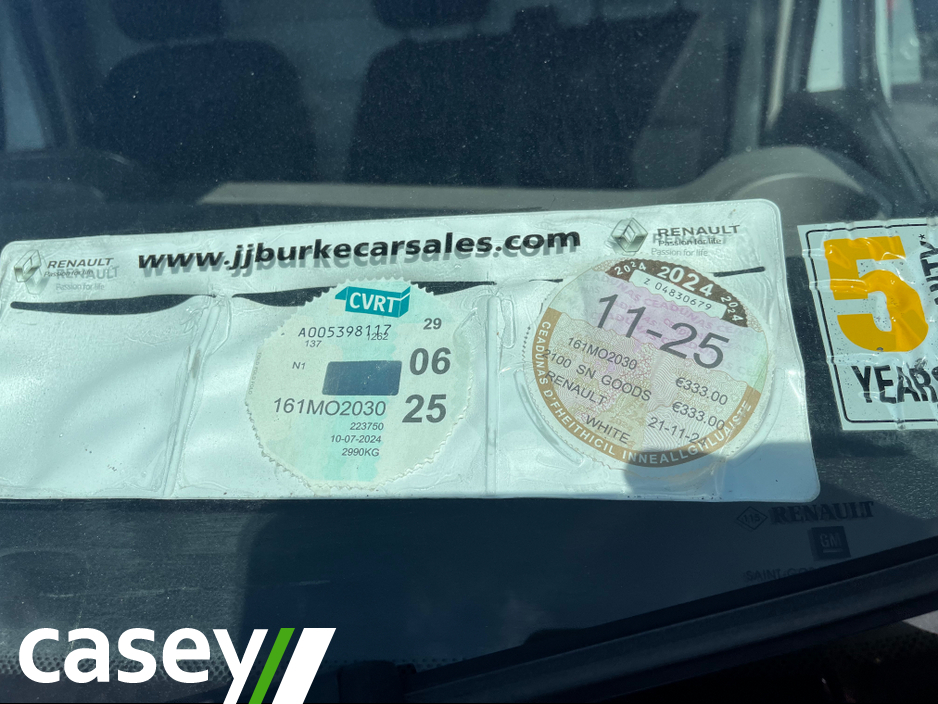 RENAULT
Passion for life
www.jjburkecarsales.com
RENAULT
Passion for life
CVRT
A005398117
137 1262
29
N1
06
161MO2030
25
223750
10-07-2024
2990KG
2024 2024 2024
Z 04830679
11-25
161MO2030
2100 SN GOODS €333.00
RENAULT €333.00
WHITE 21-11-2
CEADÚNAS D'FHEITHICIL INNEALLGHLUAISTE
5
YEARS
RENAULT
GM
casey